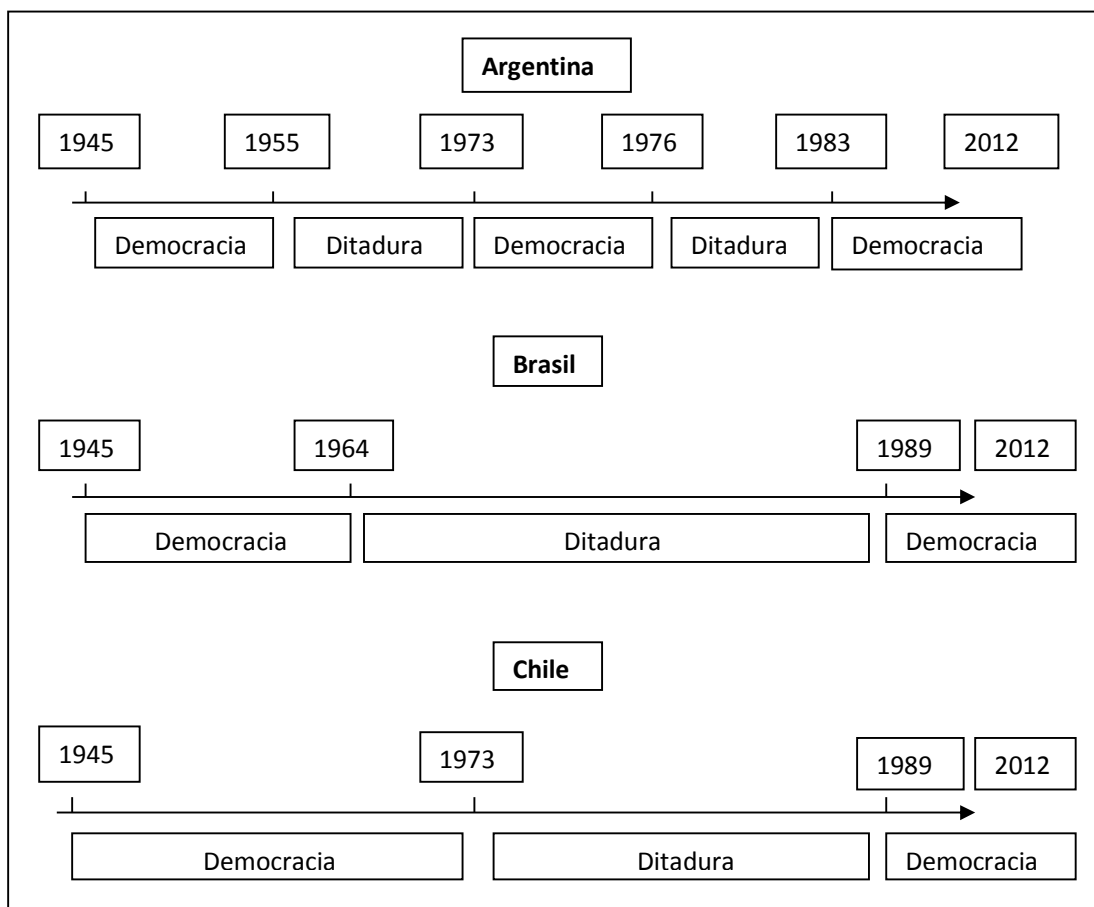 Argentina
1945 1955 1973 1976 1983 2012
Democracia Ditadura Democracia Ditadura Democracia
Brasil
1945 1964 1989 2012
Democracia Ditadura Democracia
Chile
1945 1973 1989 2012
Democracia Ditadura Democracia